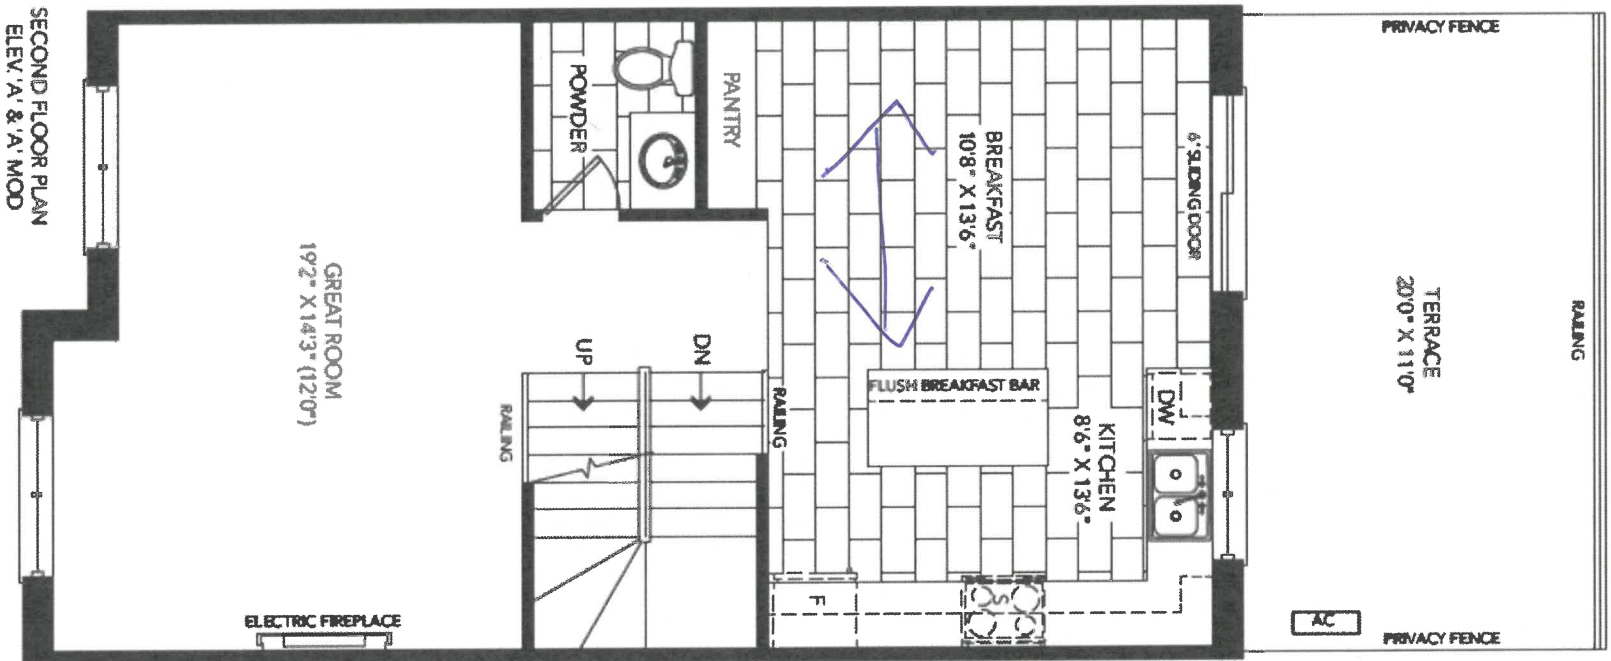 SECOND FLOOR PLAN
ELEV. 'A' & 'A' MOD
PRIVACY FENCE
POWDER
PANTRY
BREAKFAST
10'8" X 13'6"
6' SLIDING DOOR
TERRACE
20'0" X 11'0"
RAILING
GREAT ROOM
19'2" X 14'3" (12'0")
UP
DN
RAILING
RAILING
FLUSH BREAKFAST BAR
DW
KITCHEN
8'6" X 13'6"
F
S
ELECTRIC FIREPLACE
AC
PRIVACY FENCE